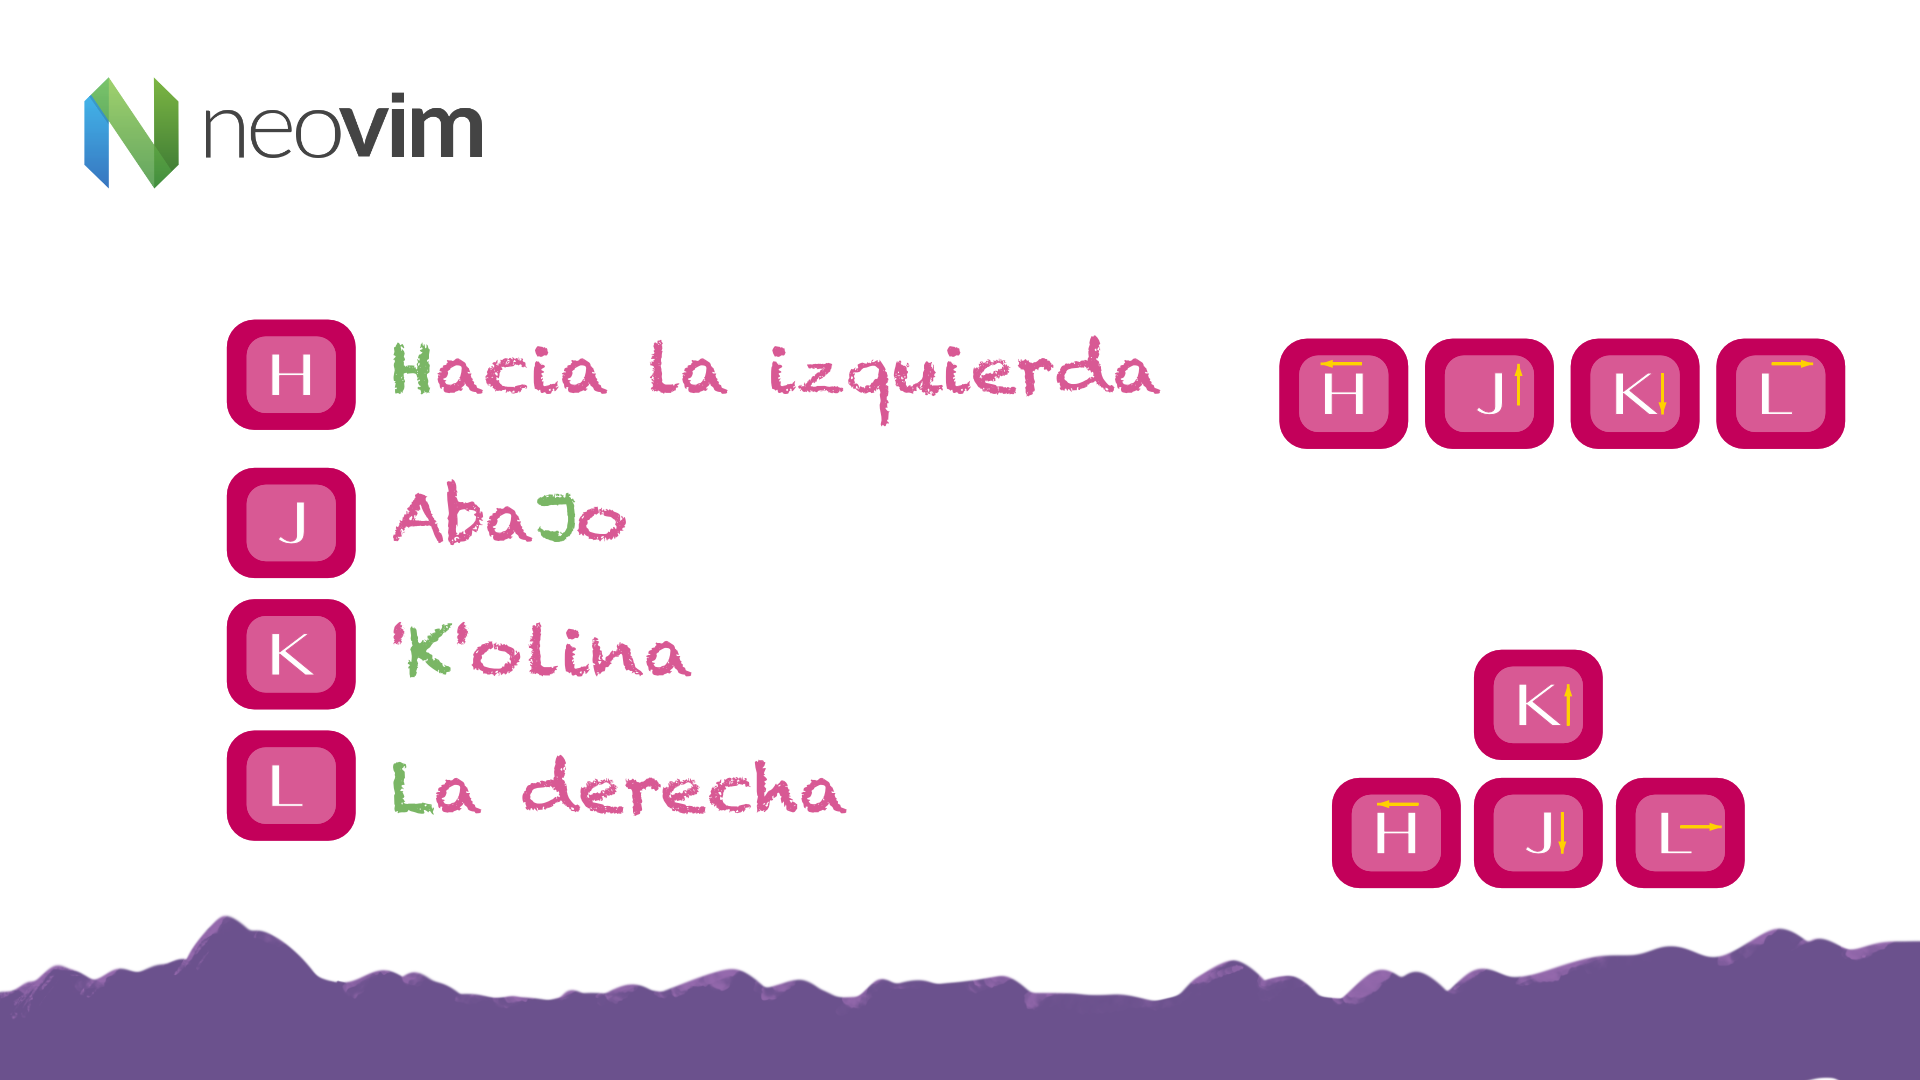 neovim
H Hacia la izquierda
J AbaJo
K 'K'olina
L La derecha
H J K L
K
H J L